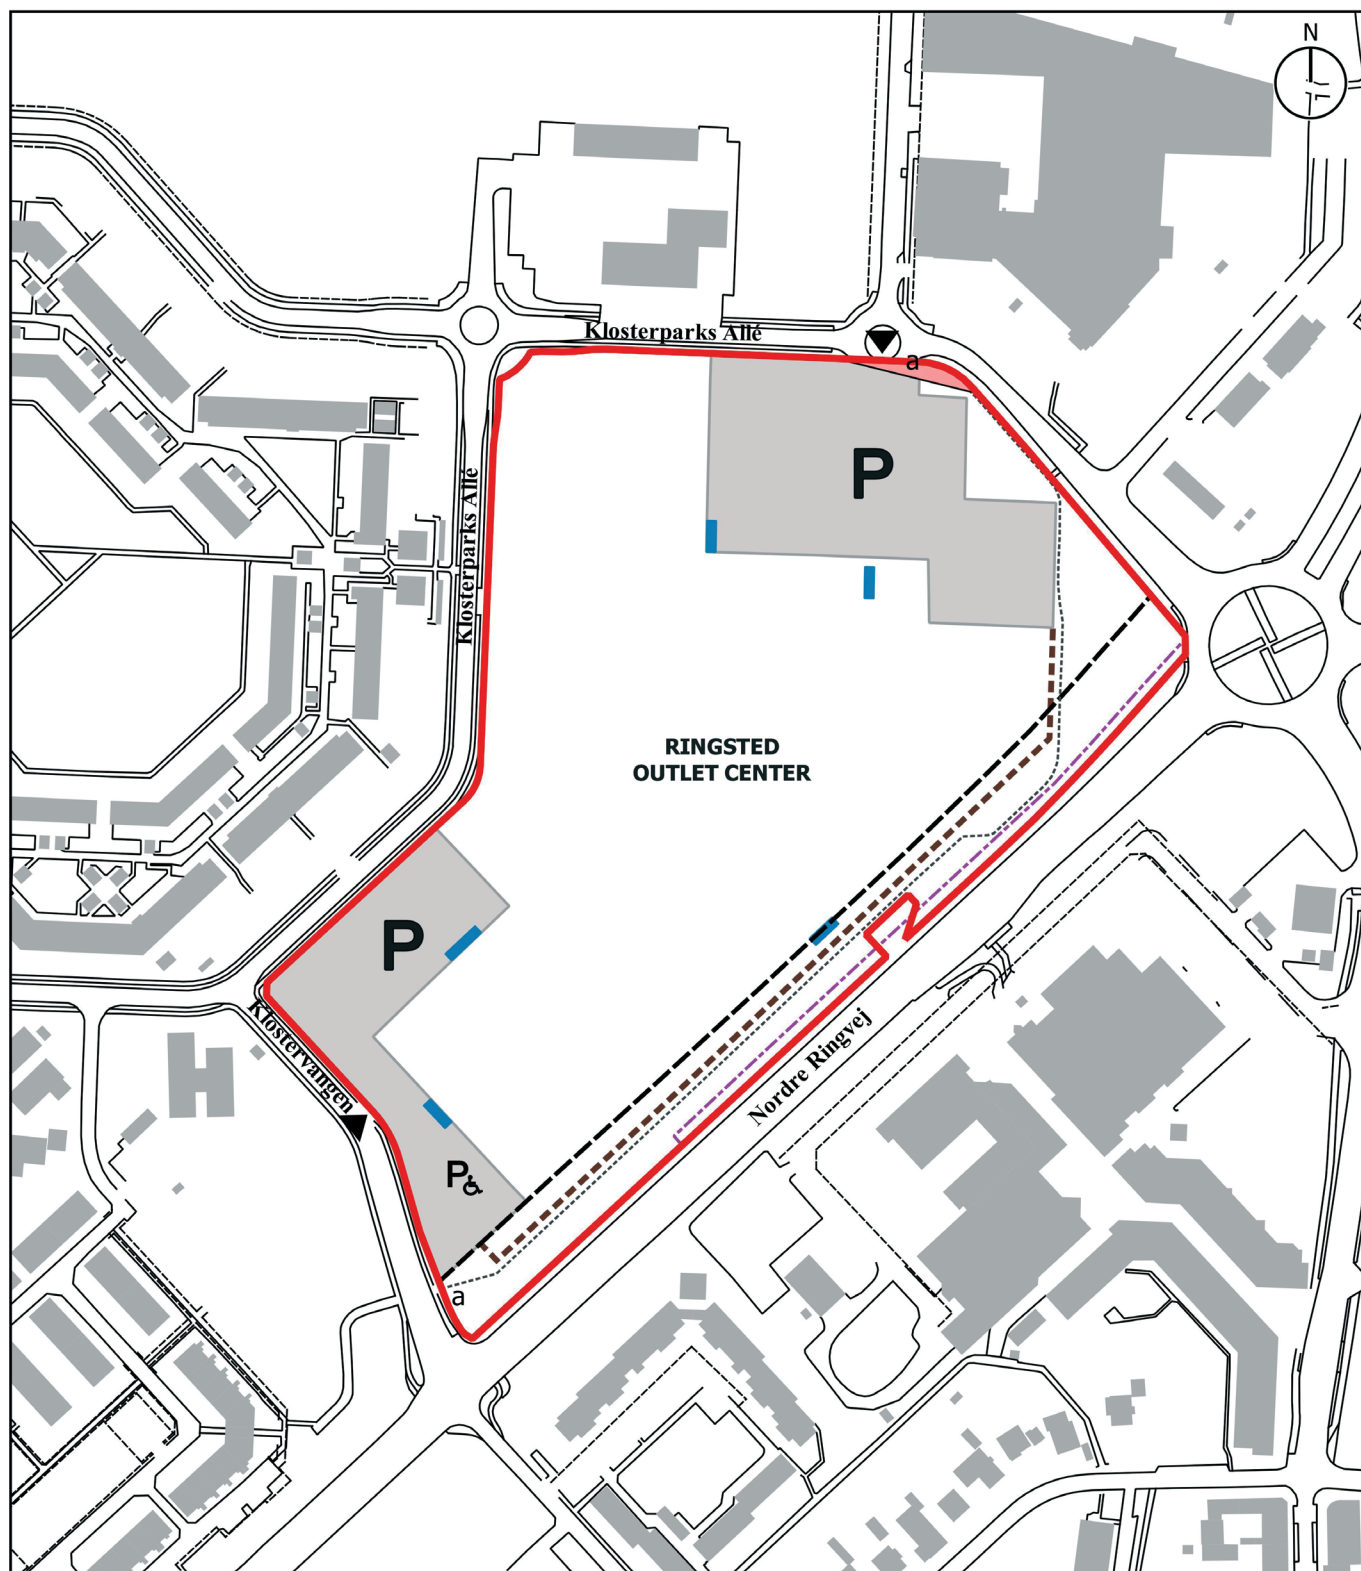 N
Klosterparks Allé
a
P
Klosterparks Allé
RINGSTED
OUTLET CENTER
P
Klostervangen
Nordre Ringvej
P
a